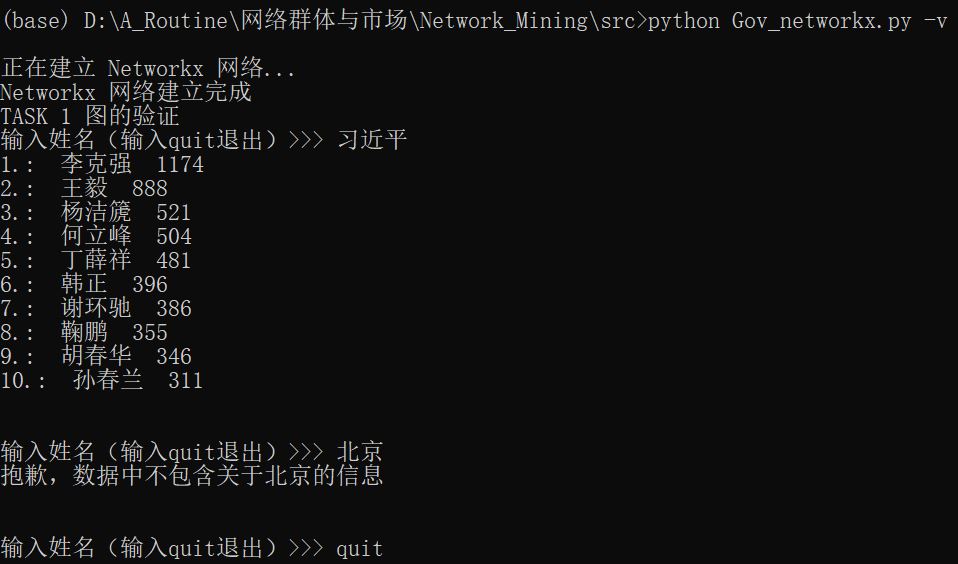 (base) D:\A_Routine\网络群体与市场\Network_Mining\src>python Gov_networkx.py -v
正在建立 Networkx 网络...
Networkx 网络建立完成
TASK 1 图的验证
输入姓名（输入quit退出）>>> 习近平
1.:  李克强  1174
2.:  王毅  888
3.:  杨洁篪  521
4.:  何立峰  504
5.:  丁薛祥  481
6.:  韩正  396
7.:  谢环驰  386
8.:  鞠鹏  355
9.:  胡春华  346
10.:  孙春兰  311
输入姓名（输入quit退出）>>> 北京
抱歉，数据中不包含关于北京的信息
输入姓名（输入quit退出）>>> quit